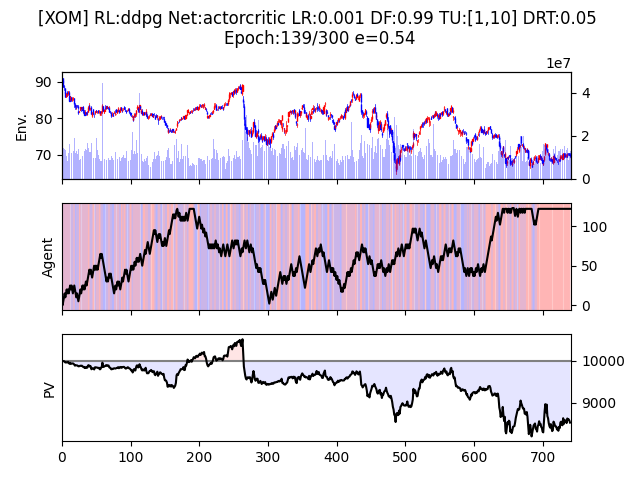 [XOM] RL:ddpg Net:actorcritic LR:0.001 DF:0.99 TU:[1,10] DRT:0.05
Epoch:139/300 e=0.54
1e7
90
80
70
Env.
4
2
0
Agent
100
50
0
PV
10000
9000
0 100 200 300 400 500 600 700